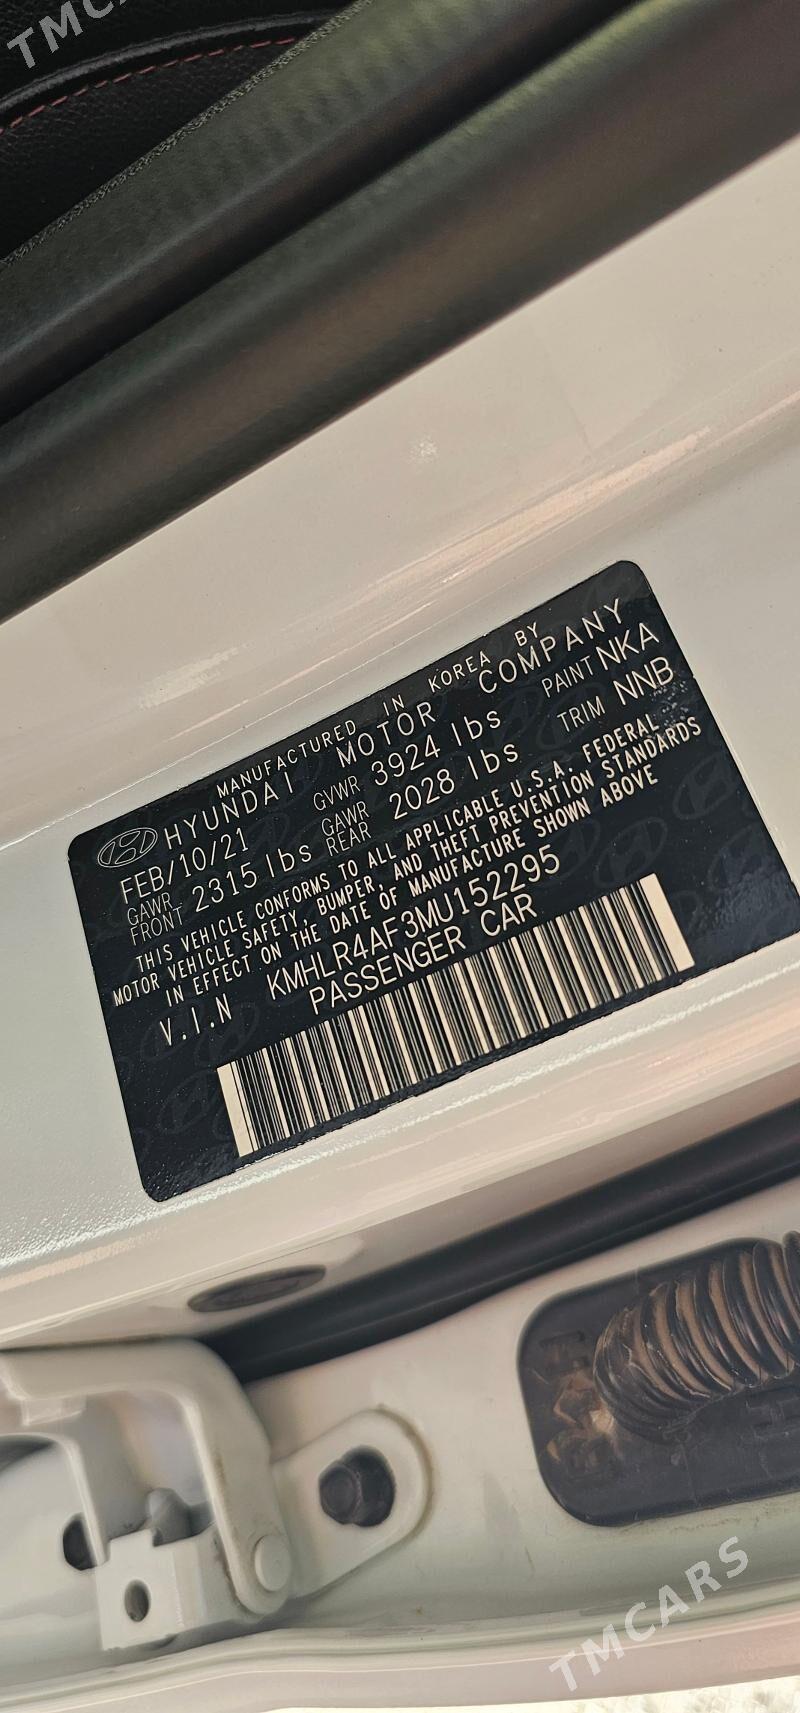 TMCA
MANUFACTURED IN KOREA BY
HYUNDAI MOTOR COMPANY
FEB/10/21 GVWR 3924 lbs PAINT NKA
GAWR FRONT 2315 lbs GAWR REAR 2028 lbs TRIM NNB
THIS VEHICLE CONFORMS TO ALL APPLICABLE U.S.A. FEDERAL
MOTOR VEHICLE SAFETY, BUMPER, AND THEFT PREVENTION STANDARDS
IN EFFECT ON THE DATE OF MANUFACTURE SHOWN ABOVE
V.I.N KMHLR4AF3MU152295
PASSENGER CAR
TMCARS